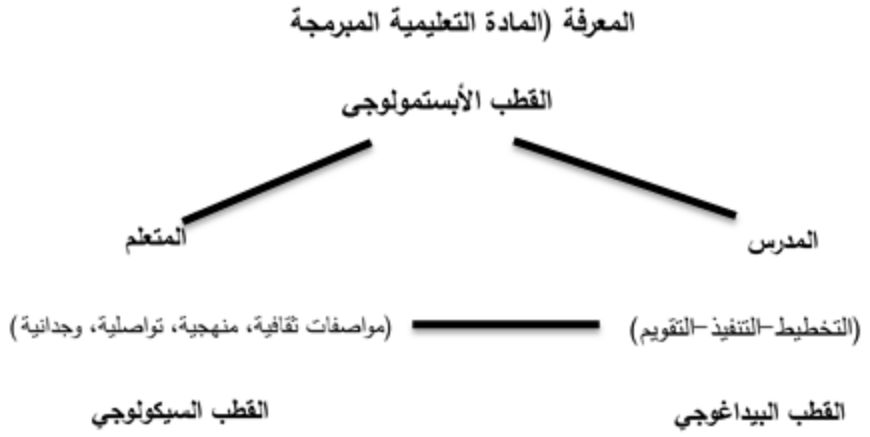 المعرفة (المادة التعليمية المبرمجة
القطب الأبستمولوجى
المدرس
المتعلم
(التخطيط-التنفيذ-التقويم)
(مواصفات ثقافية، منهجية، تواصلية، وجدانية)
القطب البيداغوجي
القطب السيكولوجي